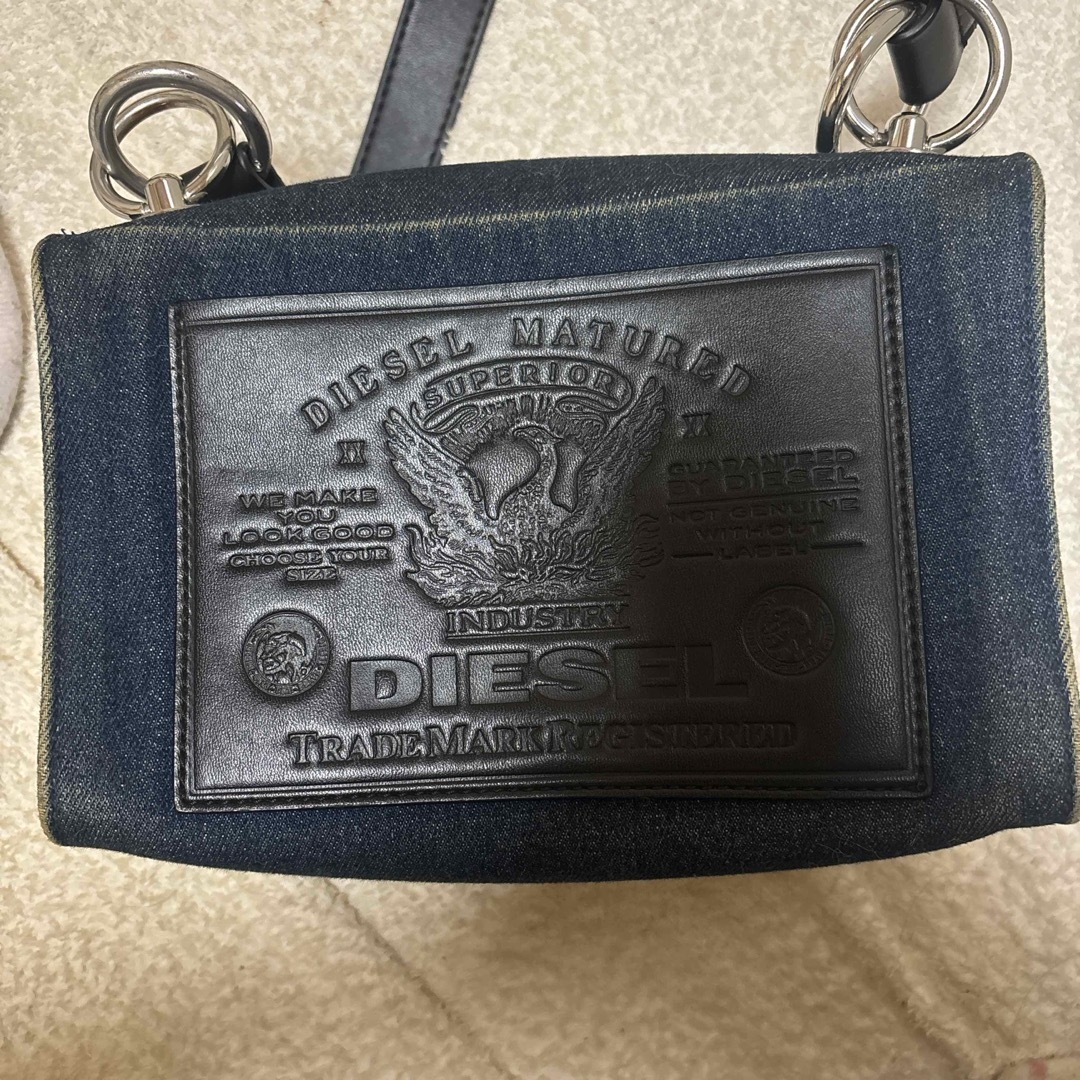 DIESEL MATURED
SUPERIOR
WE MAKE
YOU
LOOK GOOD
CHOOSE YOUR
SIZE
GUARANTEED
BY DIESEL
NOT GENUINE
WITHOUT
LABEL
INDUSTRY
DIESEL
TRADE MARK REGISTERED